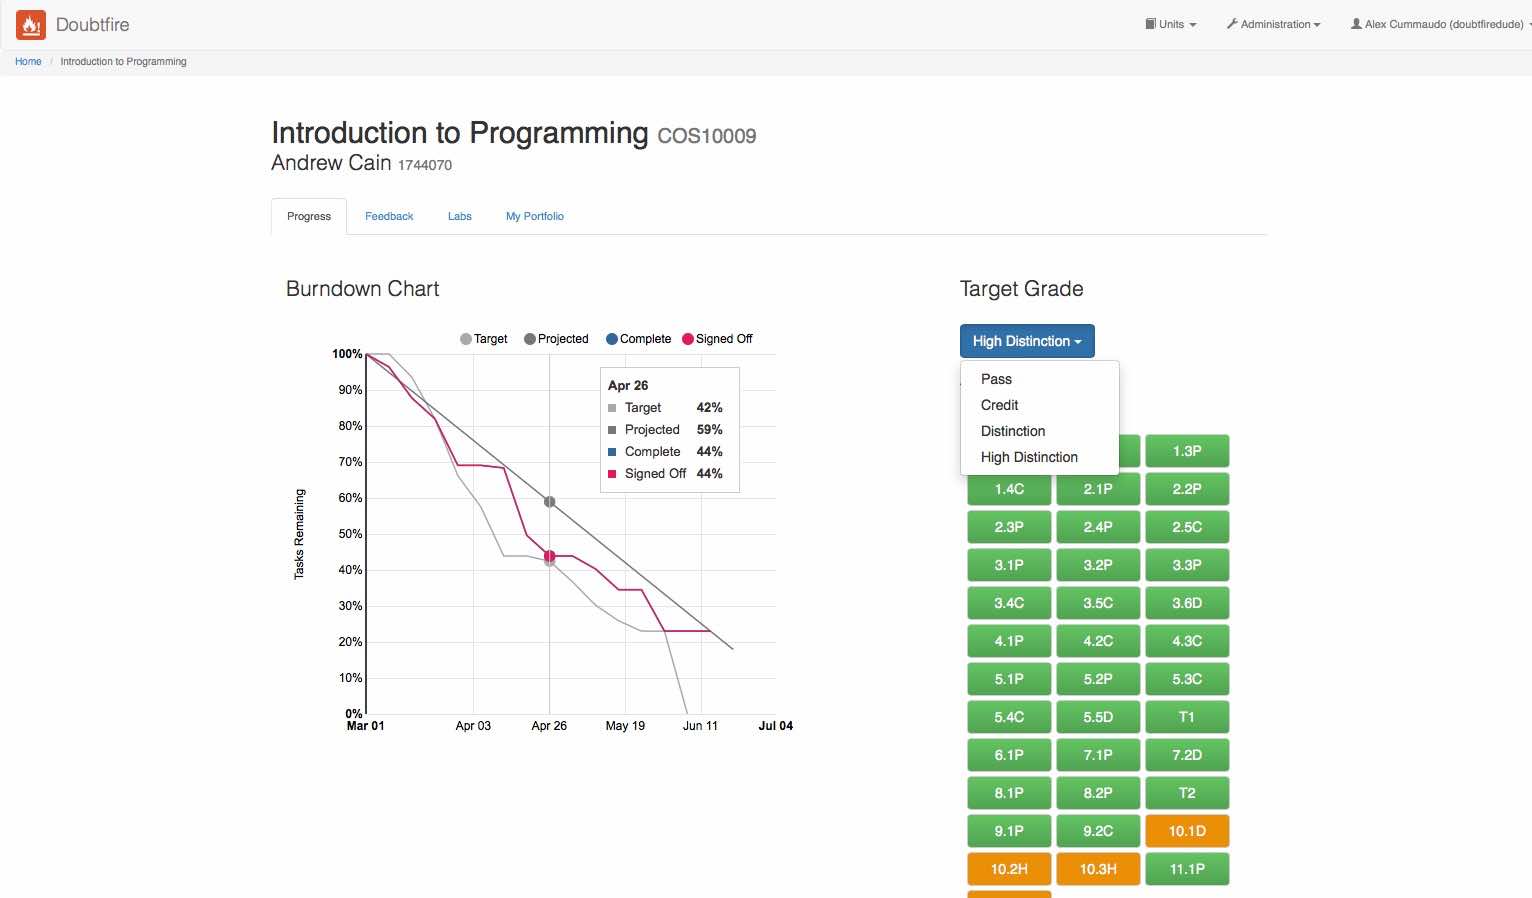 Doubtfire
Units
Administration
Alex Cummaudo (doubtfiredude)
Home / Introduction to Programming
Introduction to Programming COS10009
Andrew Cain 1744070
Progress
Feedback
Labs
My Portfolio
Burndown Chart
Target
Projected
Complete
Signed Off
Tasks Remaining
100%
90%
80%
70%
60%
50%
40%
30%
20%
10%
0%
Mar 01
Apr 03
Apr 26
May 19
Jun 11
Jul 04
Apr 26
Target 42%
Projected 59%
Complete 44%
Signed Off 44%
Target Grade
High Distinction
Pass
Credit
Distinction
High Distinction
1.3P
1.4C 2.1P 2.2P
2.3P 2.4P 2.5C
3.1P 3.2P 3.3P
3.4C 3.5C 3.6D
4.1P 4.2C 4.3C
5.1P 5.2P 5.3C
5.4C 5.5D T1
6.1P 7.1P 7.2D
8.1P 8.2P T2
9.1P 9.2C 10.1D
10.2H 10.3H 11.1P